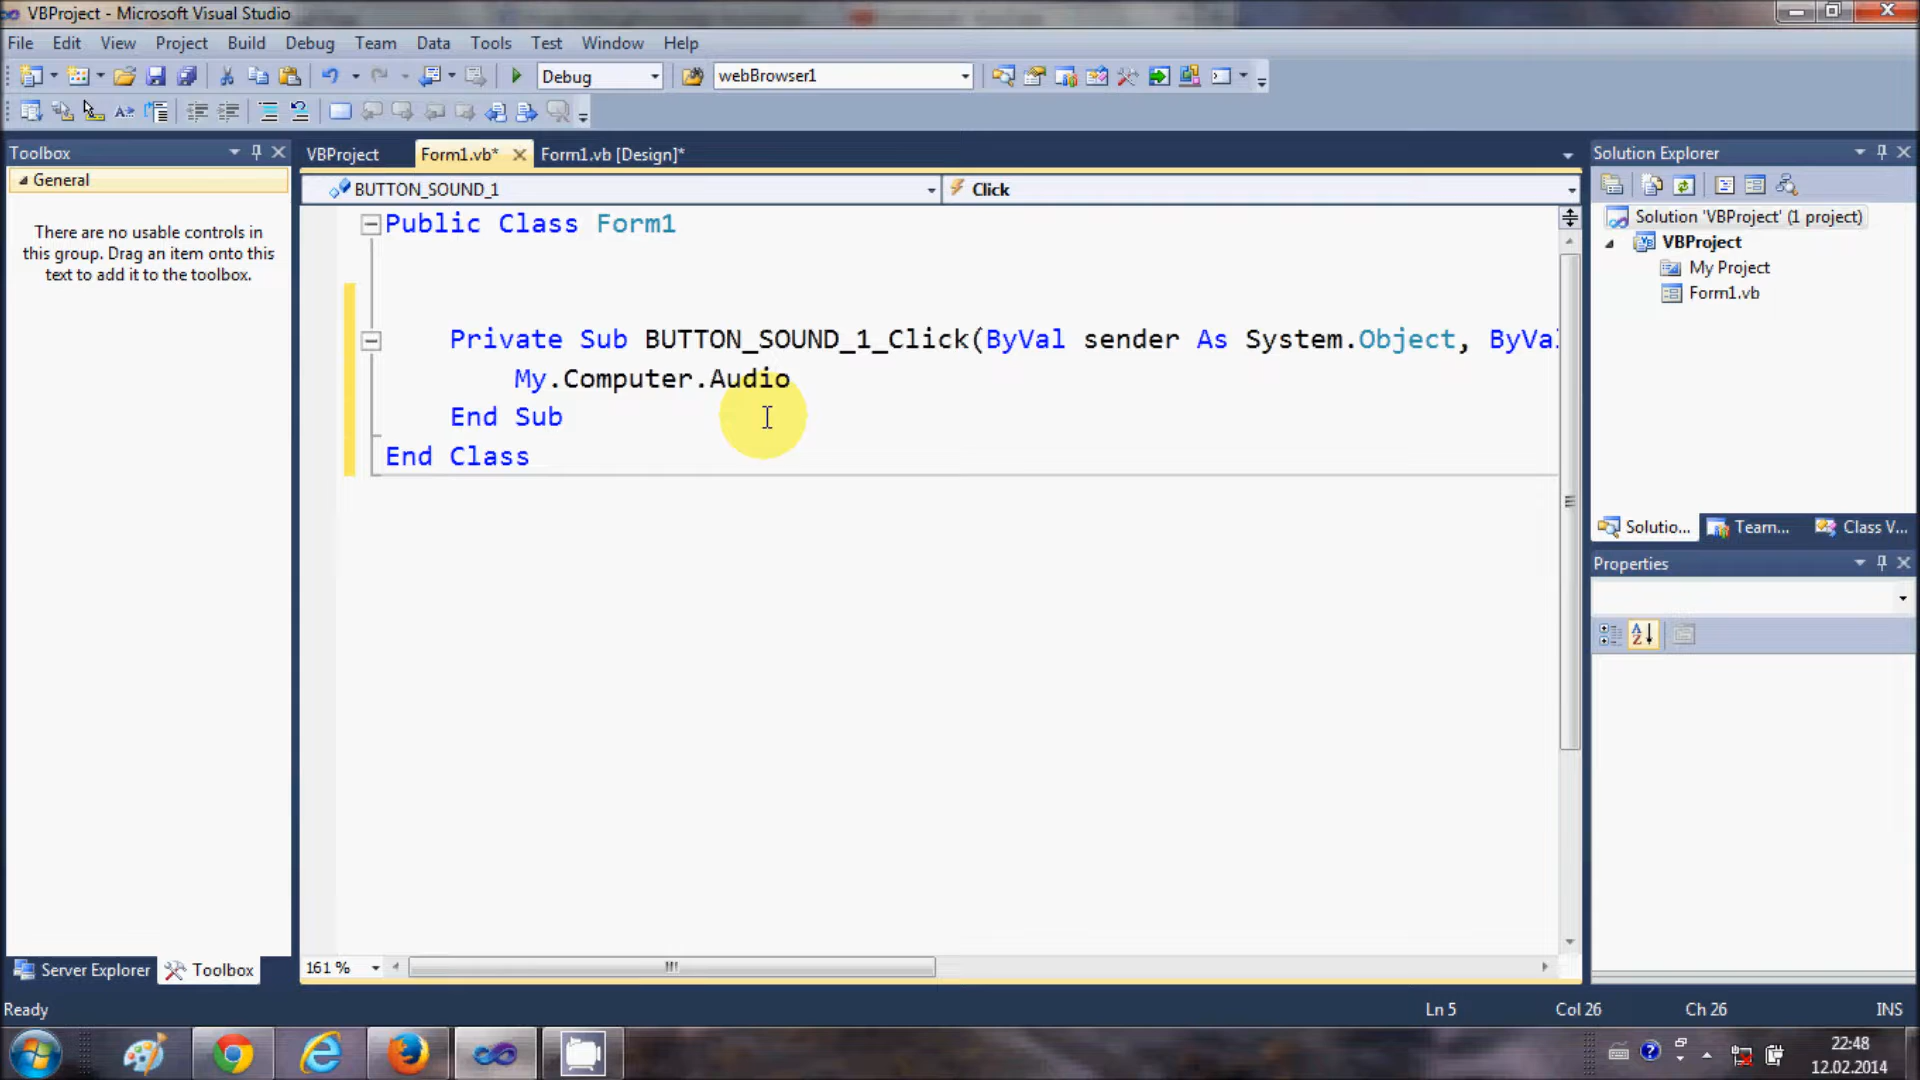 VBProject - Microsoft Visual Studio
File Edit View Project Build Debug Team Data Tools Test Window Help
Debug webBrowser1
Toolbox
General
There are no usable controls in
this group. Drag an item onto this
text to add it to the toolbox.
Server Explorer Toolbox
VBProject Form1.vb* Form1.vb [Design]*
BUTTON_SOUND_1 Click
Public Class Form1
Private Sub BUTTON_SOUND_1_Click(ByVal sender As System.Object, ByVal
My.Computer.Audio
End Sub
End Class
161 %
Solution Explorer
Solution 'VBProject' (1 project)
VBProject
My Project
Form1.vb
Solutio... Team... Class V...
Properties
Ready Ln 5 Col 26 Ch 26 INS
22:48
12.02.2014